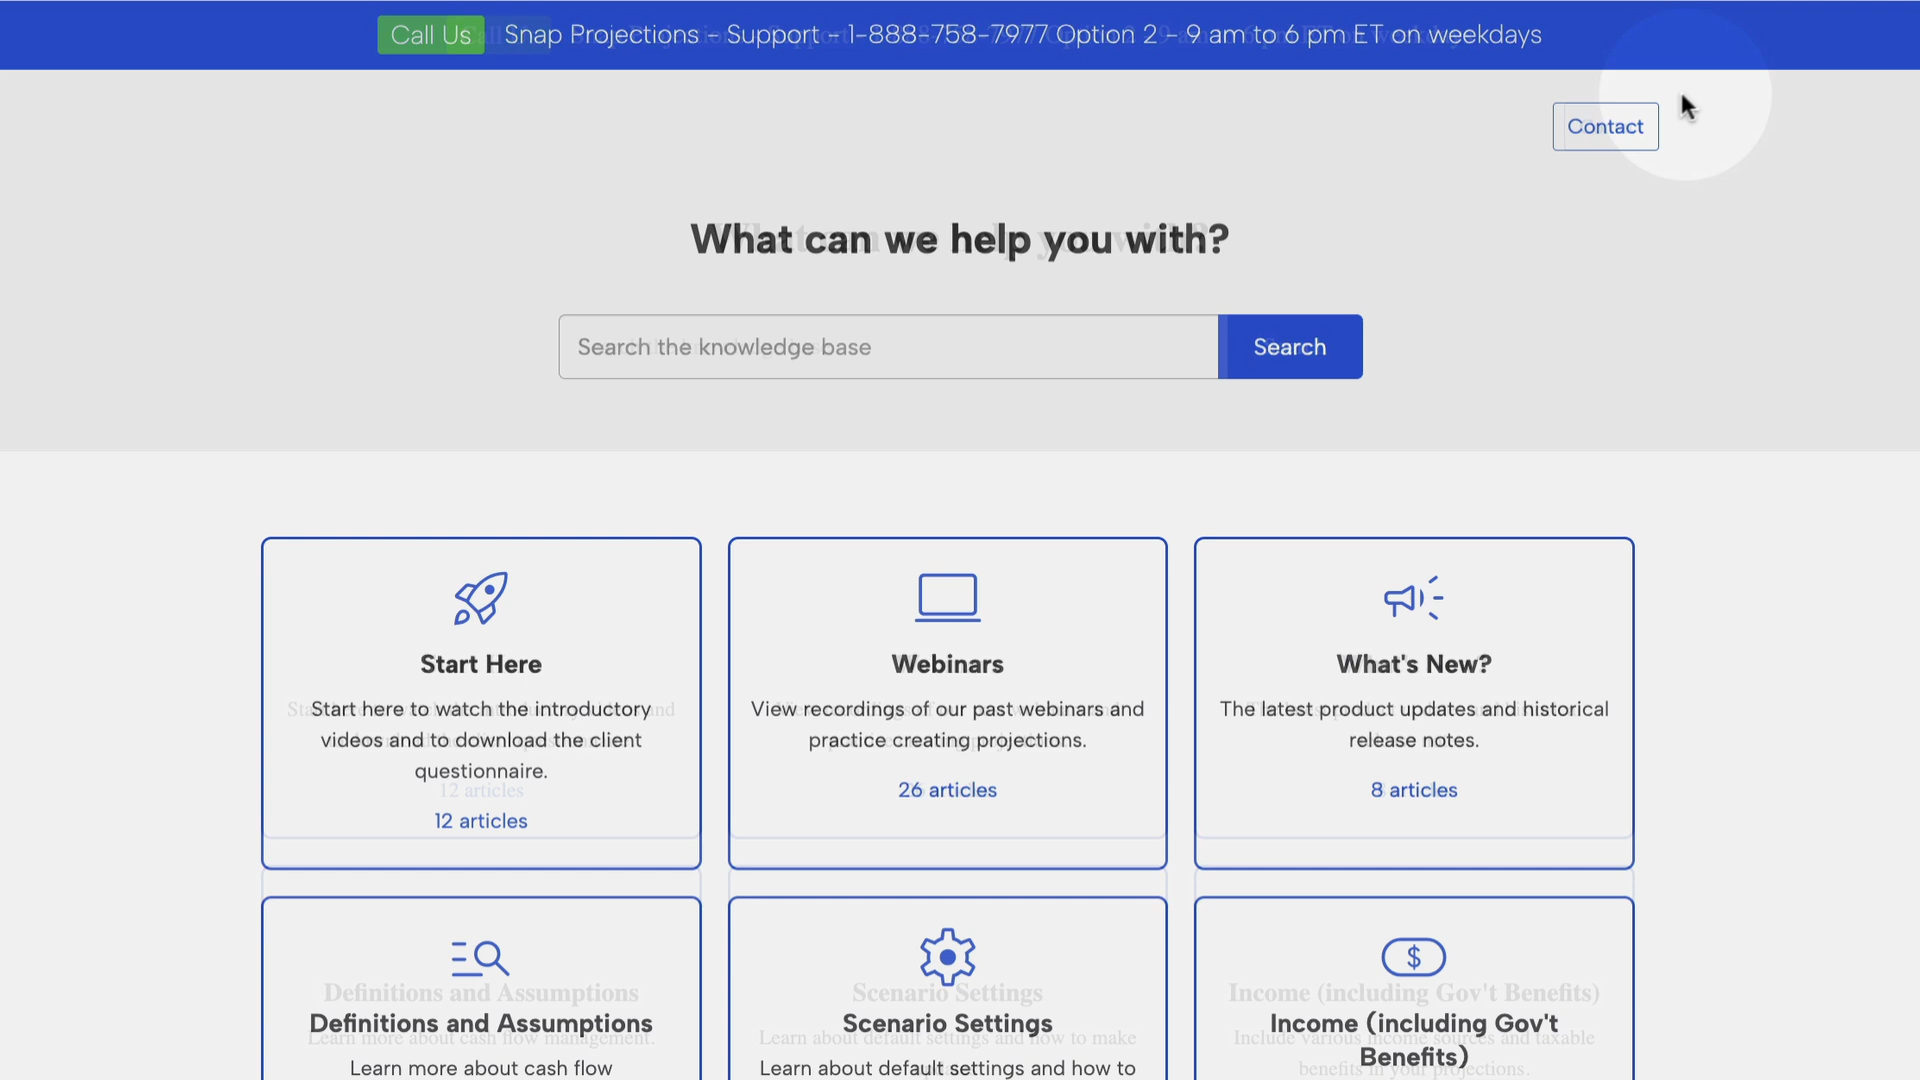 Call Us Snap Projections - Support - 1-888-758-7977 Option 2 - 9 am to 6 pm ET on weekdays
Contact
What can we help you with?
Search the knowledge base
Search
Start Here
Start here to watch the introductory
videos and to download the client
questionnaire.
12 articles
Webinars
View recordings of our past webinars and
practice creating projections.
26 articles
What's New?
The latest product updates and historical
release notes.
8 articles
Definitions and Assumptions
Learn more about cash flow
Scenario Settings
Learn about default settings and how to
Income (including Gov't
Benefits)